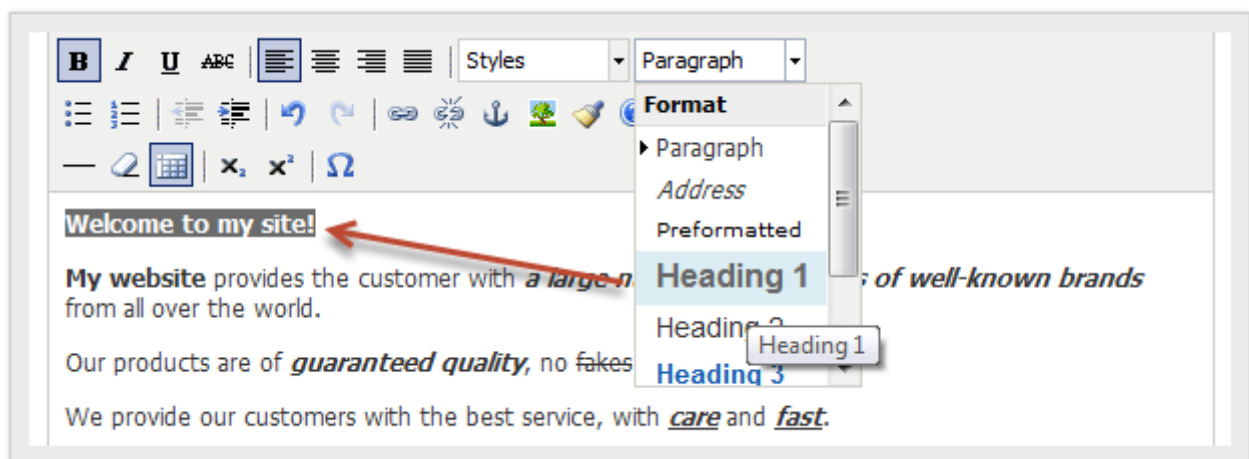 B I U ABC Styles Paragraph
Format
Paragraph
Address
Preformatted
Heading 1
Heading 2
Heading 1
Heading 3
x₂ x² Ω
Welcome to my site!
My website provides the customer with a large s of well-known brands
from all over the world.
Our products are of guaranteed quality, no fakes
We provide our customers with the best service, with care and fast.